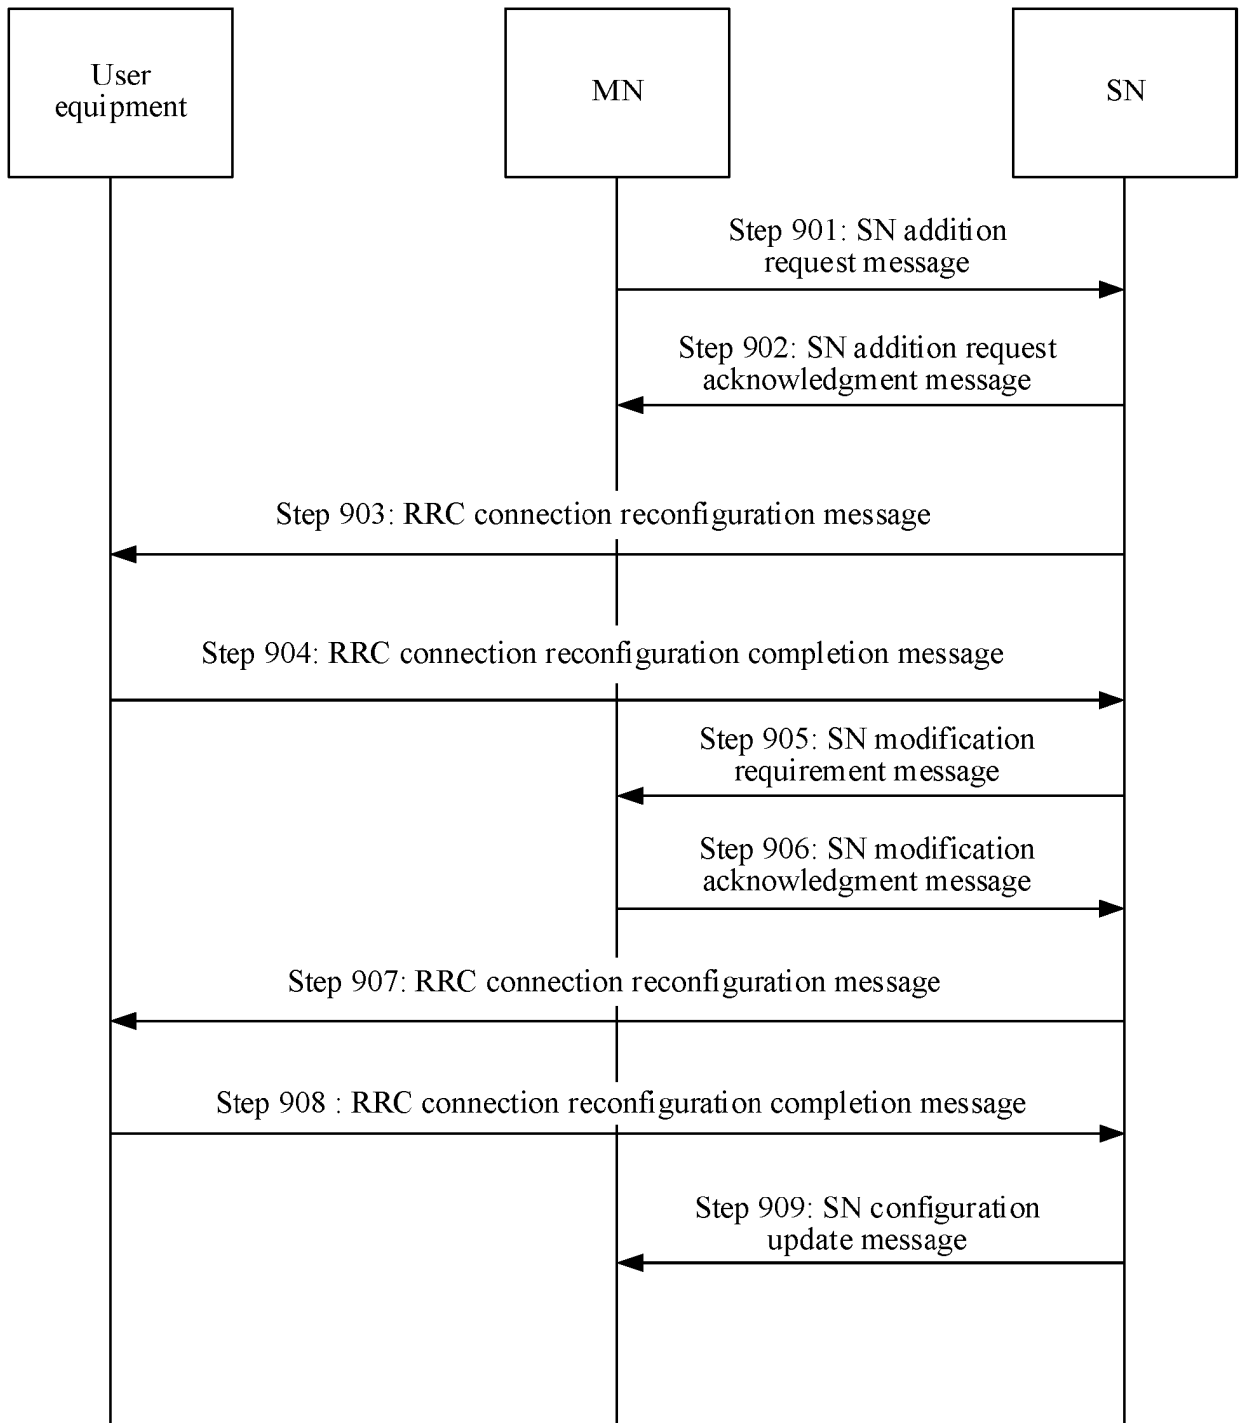 User
equipment
MN
SN
Step 901: SN addition
request message
Step 902: SN addition request
acknowledgment message
Step 903: RRC connection reconfiguration message
Step 904: RRC connection reconfiguration completion message
Step 905: SN modification
requirement message
Step 906: SN modification
acknowledgment message
Step 907: RRC connection reconfiguration message
Step 908 : RRC connection reconfiguration completion message
Step 909: SN configuration
update message